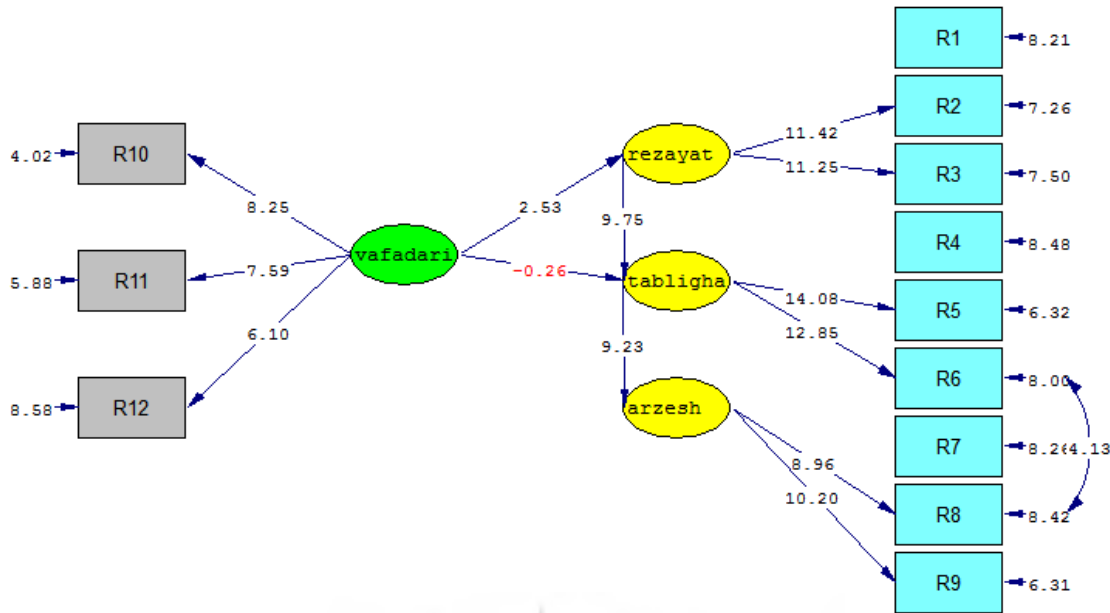 R1
8.21
R2
7.26
11.42
rezayat
R10
4.02
11.25
R3
7.50
8.25
2.53
9.75
R4
8.48
vafadari
7.59
-0.26
tabligha
R11
5.88
14.08
R5
6.32
12.85
6.10
9.23
R6
8.00
R12
8.58
arzesh
R7
8.26
4.13
8.96
10.20
R8
8.42
R9
6.31